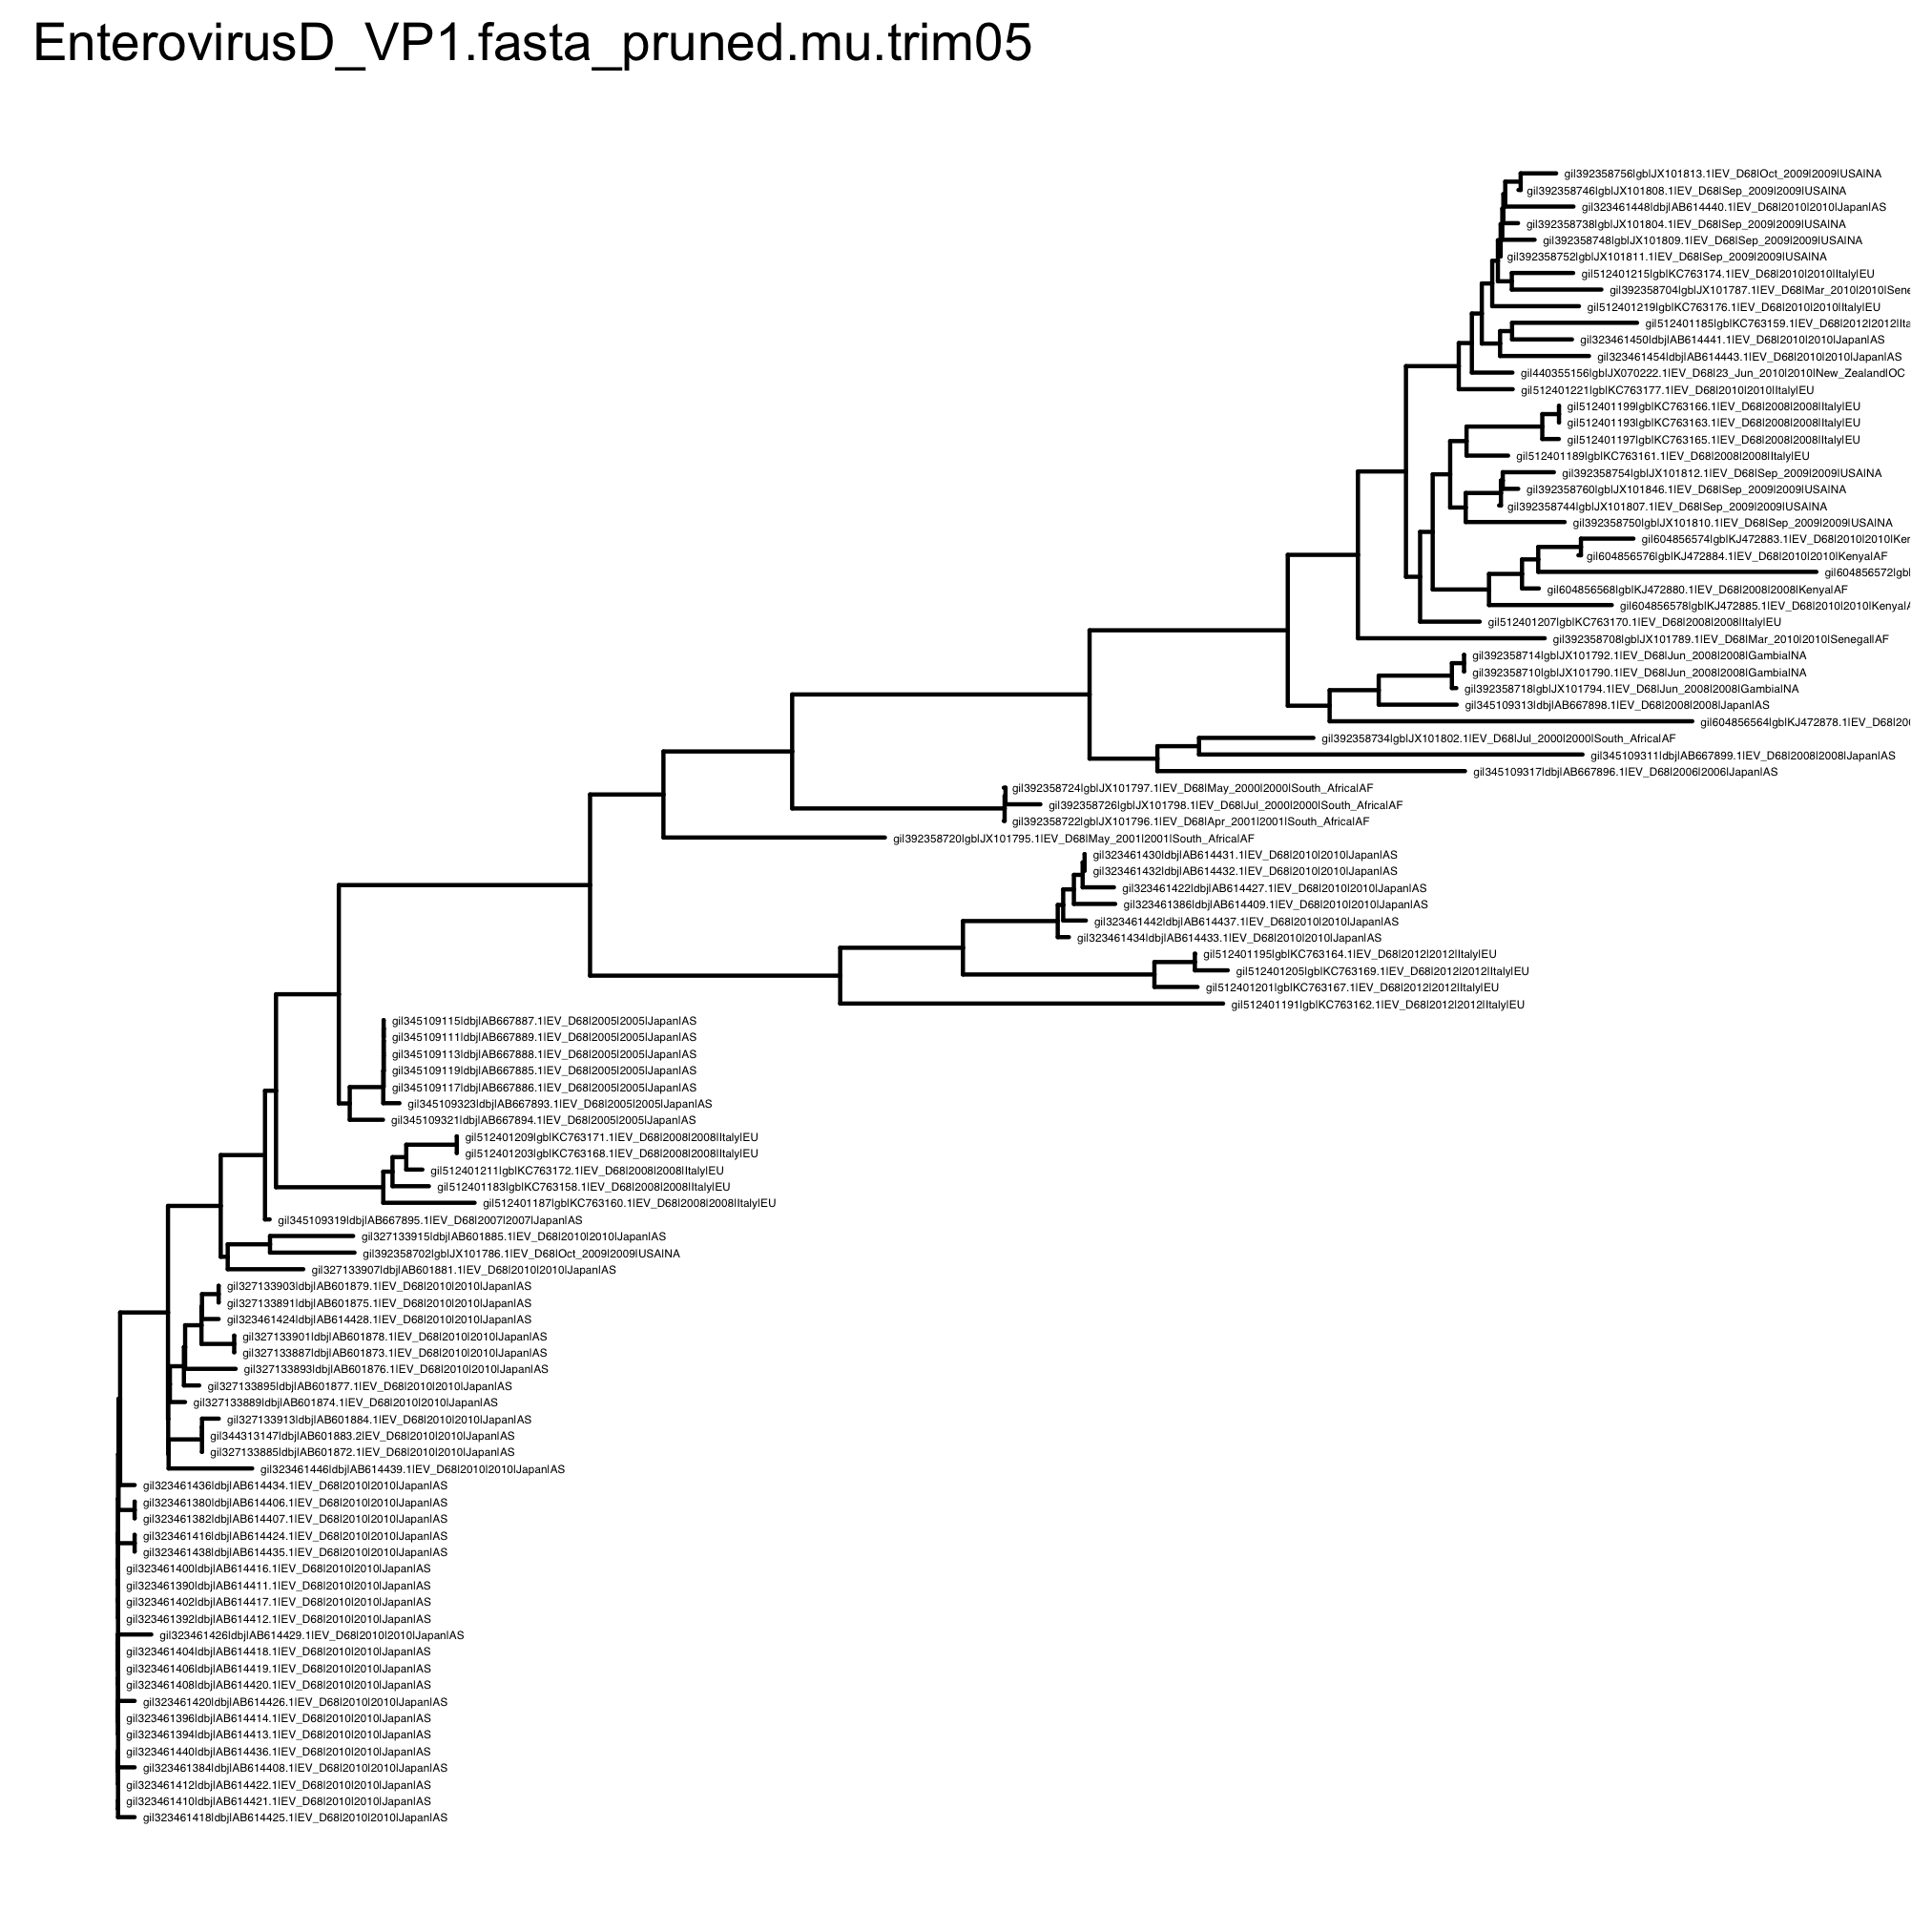 EnterovirusD_VP1.fasta_pruned.mu.trim05
gi|392358756|gb|JX101813.1|EV_D68|Oct_2009|2009|USA|NA
gi|392358746|gb|JX101808.1|EV_D68|Sep_2009|2009|USA|NA
gi|323461448|dbj|AB614440.1|EV_D68|2010|2010|Japan|AS
gi|392358738|gb|JX101804.1|EV_D68|Sep_2009|2009|USA|NA
gi|392358748|gb|JX101809.1|EV_D68|Sep_2009|2009|USA|NA
gi|392358752|gb|JX101811.1|EV_D68|Sep_2009|2009|USA|NA
gi|512401215|gb|KC763174.1|EV_D68|2010|2010|Italy|EU
gi|392358704|gb|JX101787.1|EV_D68|Mar_2010|2010|Sene
gi|512401219|gb|KC763176.1|EV_D68|2010|2010|Italy|EU
gi|512401185|gb|KC763159.1|EV_D68|2012|2012|Ita
gi|323461450|dbj|AB614441.1|EV_D68|2010|2010|Japan|AS
gi|323461454|dbj|AB614443.1|EV_D68|2010|2010|Japan|AS
gi|440355156|gb|JX070222.1|EV_D68|23_Jun_2010|2010|New_Zealand|OC
gi|512401221|gb|KC763177.1|EV_D68|2010|2010|Italy|EU
gi|512401199|gb|KC763166.1|EV_D68|2008|2008|Italy|EU
gi|512401193|gb|KC763163.1|EV_D68|2008|2008|Italy|EU
gi|512401197|gb|KC763165.1|EV_D68|2008|2008|Italy|EU
gi|512401189|gb|KC763161.1|EV_D68|2008|2008|Italy|EU
gi|392358754|gb|JX101812.1|EV_D68|Sep_2009|2009|USA|NA
gi|392358760|gb|JX101846.1|EV_D68|Sep_2009|2009|USA|NA
gi|392358744|gb|JX101807.1|EV_D68|Sep_2009|2009|USA|NA
gi|392358750|gb|JX101810.1|EV_D68|Sep_2009|2009|USA|NA
gi|604856574|gb|KJ472883.1|EV_D68|2010|2010|Ker
gi|604856576|gb|KJ472884.1|EV_D68|2010|2010|Kenya|AF
gi|604856572|gb|
gi|604856568|gb|KJ472880.1|EV_D68|2008|2008|Kenya|AF
gi|604856578|gb|KJ472885.1|EV_D68|2010|2010|Kenya|A
gi|512401207|gb|KC763170.1|EV_D68|2008|2008|Italy|EU
gi|392358708|gb|JX101789.1|EV_D68|Mar_2010|2010|Senegal|AF
gi|392358714|gb|JX101792.1|EV_D68|Jun_2008|2008|Gambia|NA
gi|392358710|gb|JX101790.1|EV_D68|Jun_2008|2008|Gambia|NA
gi|392358718|gb|JX101794.1|EV_D68|Jun_2008|2008|Gambia|NA
gi|345109313|dbj|AB667898.1|EV_D68|2008|2008|Japan|AS
gi|604856564|gb|KJ472878.1|EV_D68|200
gi|392358734|gb|JX101802.1|EV_D68|Jul_2000|2000|South_Africa|AF
gi|345109311|dbj|AB667899.1|EV_D68|2008|2008|Japan|AS
gi|345109317|dbj|AB667896.1|EV_D68|2006|2006|Japan|AS
gi|392358724|gb|JX101797.1|EV_D68|May_2000|2000|South_Africa|AF
gi|392358726|gb|JX101798.1|EV_D68|Jul_2000|2000|South_Africa|AF
gi|392358722|gb|JX101796.1|EV_D68|Apr_2001|2001|South_Africa|AF
gi|392358720|gb|JX101795.1|EV_D68|May_2001|2001|South_Africa|AF
gi|323461430|dbj|AB614431.1|EV_D68|2010|2010|Japan|AS
gi|323461432|dbj|AB614432.1|EV_D68|2010|2010|Japan|AS
gi|323461422|dbj|AB614427.1|EV_D68|2010|2010|Japan|AS
gi|323461386|dbj|AB614409.1|EV_D68|2010|2010|Japan|AS
gi|323461442|dbj|AB614437.1|EV_D68|2010|2010|Japan|AS
gi|323461434|dbj|AB614433.1|EV_D68|2010|2010|Japan|AS
gi|512401195|gb|KC763164.1|EV_D68|2012|2012|Italy|EU
gi|512401205|gb|KC763169.1|EV_D68|2012|2012|Italy|EU
gi|512401201|gb|KC763167.1|EV_D68|2012|2012|Italy|EU
gi|512401191|gb|KC763162.1|EV_D68|2012|2012|Italy|EU
gi|345109115|dbj|AB667887.1|EV_D68|2005|2005|Japan|AS
gi|345109111|dbj|AB667889.1|EV_D68|2005|2005|Japan|AS
gi|345109113|dbj|AB667888.1|EV_D68|2005|2005|Japan|AS
gi|345109119|dbj|AB667885.1|EV_D68|2005|2005|Japan|AS
gi|345109117|dbj|AB667886.1|EV_D68|2005|2005|Japan|AS
gi|345109323|dbj|AB667893.1|EV_D68|2005|2005|Japan|AS
gi|345109321|dbj|AB667894.1|EV_D68|2005|2005|Japan|AS
gi|512401209|gb|KC763171.1|EV_D68|2008|2008|Italy|EU
gi|512401203|gb|KC763168.1|EV_D68|2008|2008|Italy|EU
gi|512401211|gb|KC763172.1|EV_D68|2008|2008|Italy|EU
gi|512401183|gb|KC763158.1|EV_D68|2008|2008|Italy|EU
gi|512401187|gb|KC763160.1|EV_D68|2008|2008|Italy|EU
gi|345109319|dbj|AB667895.1|EV_D68|2007|2007|Japan|AS
gi|327133915|dbj|AB601885.1|EV_D68|2010|2010|Japan|AS
gi|392358702|gb|JX101786.1|EV_D68|Oct_2009|2009|USA|NA
gi|327133907|dbj|AB601881.1|EV_D68|2010|2010|Japan|AS
gi|327133903|dbj|AB601879.1|EV_D68|2010|2010|Japan|AS
gi|327133891|dbj|AB601875.1|EV_D68|2010|2010|Japan|AS
gi|323461424|dbj|AB614428.1|EV_D68|2010|2010|Japan|AS
gi|327133901|dbj|AB601878.1|EV_D68|2010|2010|Japan|AS
gi|327133887|dbj|AB601873.1|EV_D68|2010|2010|Japan|AS
gi|327133893|dbj|AB601876.1|EV_D68|2010|2010|Japan|AS
gi|327133895|dbj|AB601877.1|EV_D68|2010|2010|Japan|AS
gi|327133889|dbj|AB601874.1|EV_D68|2010|2010|Japan|AS
gi|327133913|dbj|AB601884.1|EV_D68|2010|2010|Japan|AS
gi|344313147|dbj|AB601883.2|EV_D68|2010|2010|Japan|AS
gi|327133885|dbj|AB601872.1|EV_D68|2010|2010|Japan|AS
gi|323461446|dbj|AB614439.1|EV_D68|2010|2010|Japan|AS
gi|323461436|dbj|AB614434.1|EV_D68|2010|2010|Japan|AS
gi|323461380|dbj|AB614406.1|EV_D68|2010|2010|Japan|AS
gi|323461382|dbj|AB614407.1|EV_D68|2010|2010|Japan|AS
gi|323461416|dbj|AB614424.1|EV_D68|2010|2010|Japan|AS
gi|323461438|dbj|AB614435.1|EV_D68|2010|2010|Japan|AS
gi|323461400|dbj|AB614416.1|EV_D68|2010|2010|Japan|AS
gi|323461390|dbj|AB614411.1|EV_D68|2010|2010|Japan|AS
gi|323461402|dbj|AB614417.1|EV_D68|2010|2010|Japan|AS
gi|323461392|dbj|AB614412.1|EV_D68|2010|2010|Japan|AS
gi|323461426|dbj|AB614429.1|EV_D68|2010|2010|Japan|AS
gi|323461404|dbj|AB614418.1|EV_D68|2010|2010|Japan|AS
gi|323461406|dbj|AB614419.1|EV_D68|2010|2010|Japan|AS
gi|323461408|dbj|AB614420.1|EV_D68|2010|2010|Japan|AS
gi|323461420|dbj|AB614426.1|EV_D68|2010|2010|Japan|AS
gi|323461396|dbj|AB614414.1|EV_D68|2010|2010|Japan|AS
gi|323461394|dbj|AB614413.1|EV_D68|2010|2010|Japan|AS
gi|323461440|dbj|AB614436.1|EV_D68|2010|2010|Japan|AS
gi|323461384|dbj|AB614408.1|EV_D68|2010|2010|Japan|AS
gi|323461412|dbj|AB614422.1|EV_D68|2010|2010|Japan|AS
gi|323461410|dbj|AB614421.1|EV_D68|2010|2010|Japan|AS
gi|323461418|dbj|AB614425.1|EV_D68|2010|2010|Japan|AS